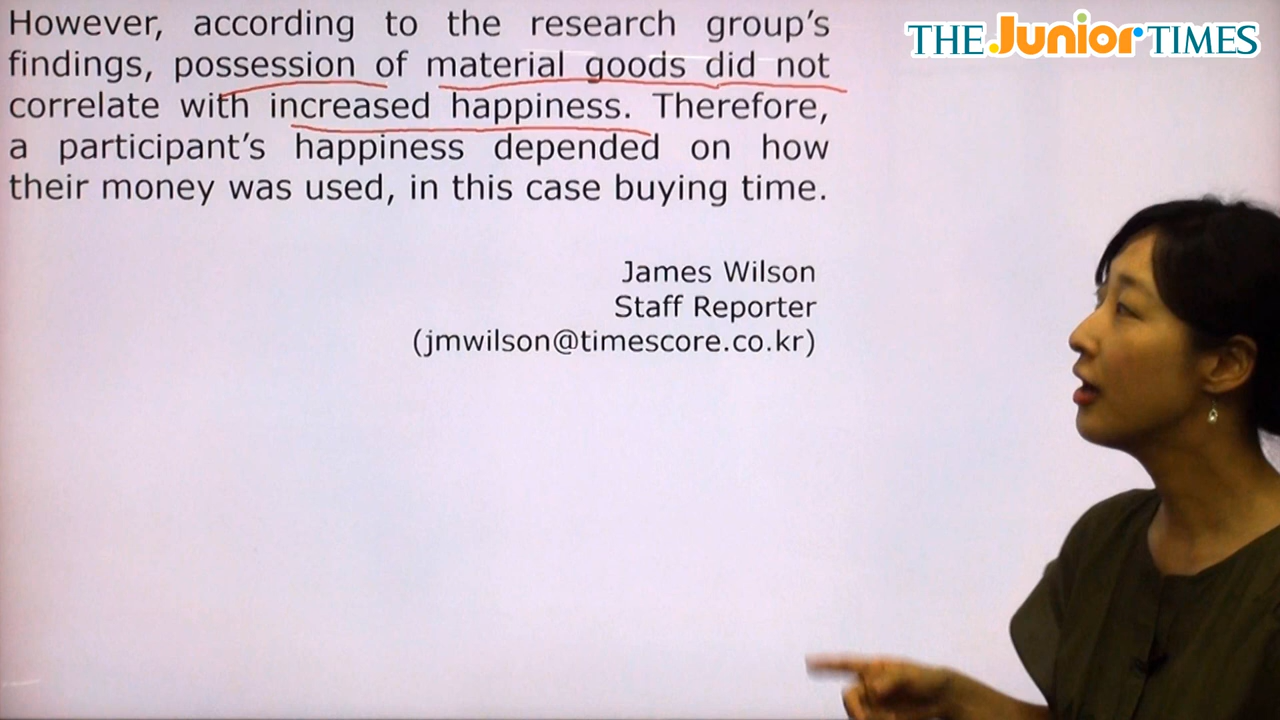 THE Junior TIMES
However, according to the research group's
findings, possession of material goods did not
correlate with increased happiness. Therefore,
a participant's happiness depended on how
their money was used, in this case buying time.
James Wilson
Staff Reporter
(jmwilson@timescore.co.kr)